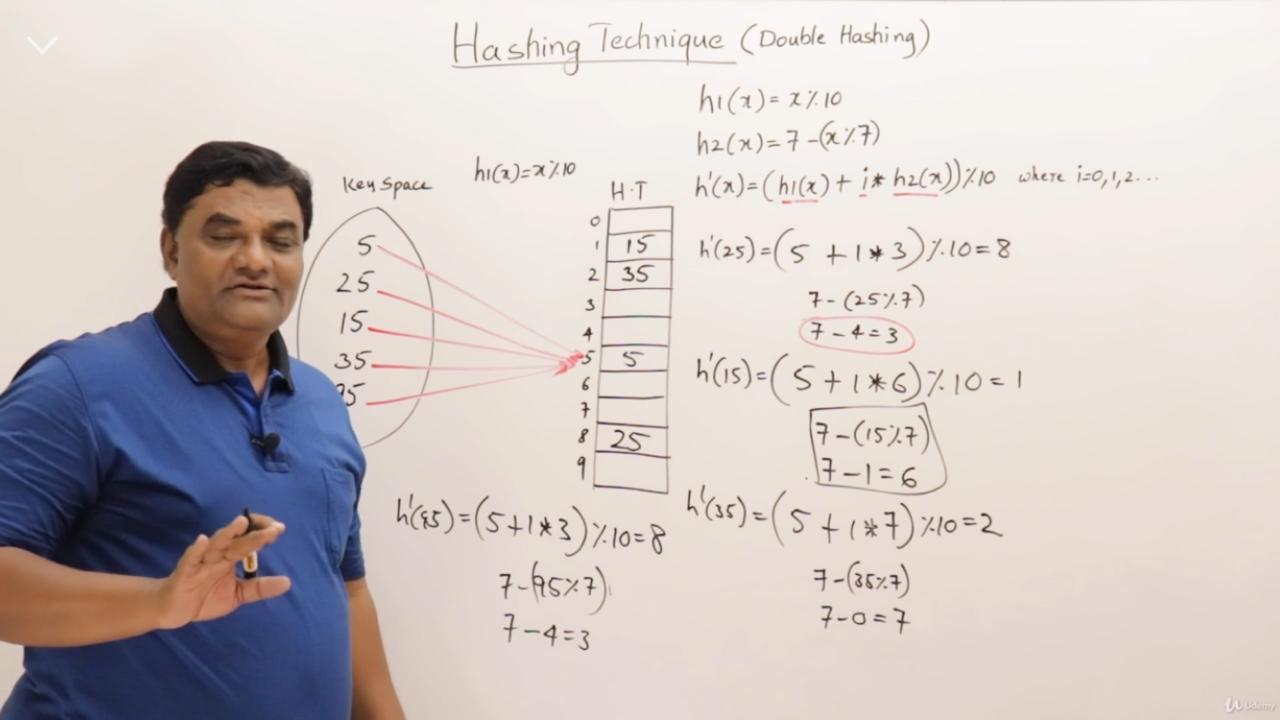 Hashing Technique (Double Hashing)
h1(x)= x%10
h2(x)=7-(x%7)
h'(x)=(h1(x) + i* h2(x))%10 where i=0,1,2...
Key Space
h1(x)=x%10
H.T
5
25
15
35
0
1 15
2 35
3
4
5 5
6
7
8 25
9
h'(25)=(5 +1*3)%10=8
7-(25%7)
7-4=3
h'(15)=(5+1*6)%10=1
7-(15%7)
7-1=6
h'(35)=(5+1*7)%10=2
7-(35%7)
7-0=7
h'(95)=(5+1*3)%10=8
7-(95%7)
7-4=3
Udemy